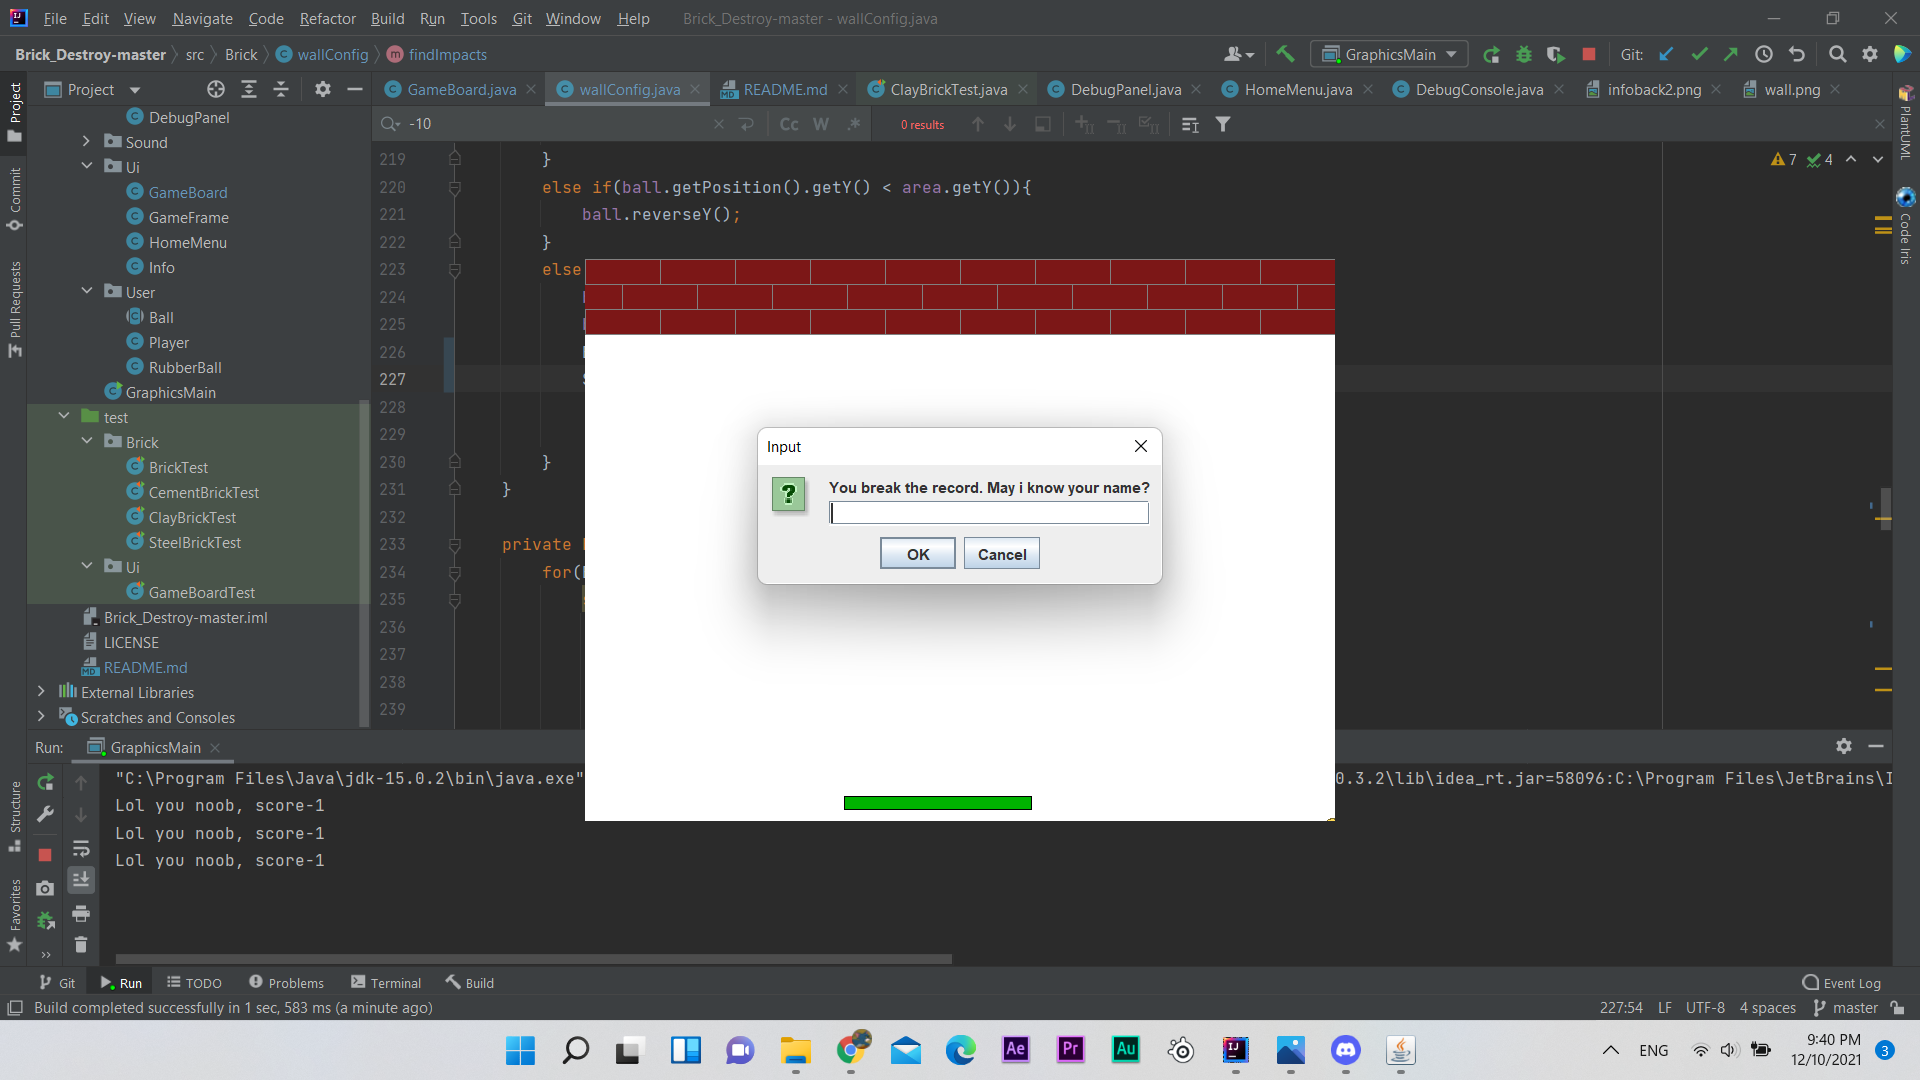 File Edit View Navigate Code Refactor Build Run Tools Git Window Help Brick_Destroy-master - wallConfig.java
Brick_Destroy-master src Brick wallConfig findImpacts GraphicsMain Git:
Project GameBoard.java wallConfig.java README.md ClayBrickTest.java DebugPanel.java HomeMenu.java DebugConsole.java infoback2.png wall.png
-10 Cc W .* 0 results
Project
Commit
Pull Requests
Structure
Favorites
PlantUML
Code Iris
DebugPanel
Sound
Ui
GameBoard
GameFrame
HomeMenu
Info
User
Ball
Player
RubberBall
GraphicsMain
test
Brick
BrickTest
CementBrickTest
ClayBrickTest
SteelBrickTest
Ui
GameBoardTest
Brick_Destroy-master.iml
LICENSE
README.md
External Libraries
Scratches and Consoles
7 4
219 }
220 else if(ball.getPosition().getY() < area.getY()){
221 ball.reverseY();
222 }
223 else
224
225
226
227
228
229
230 }
231 }
232
233 private
234 for(
235
236
237
238
239
Input
You break the record. May i know your name?
OK Cancel
Run: GraphicsMain
"C:\Program Files\Java\jdk-15.0.2\bin\java.exe" 0.3.2\lib\idea_rt.jar=58096:C:\Program Files\JetBrains\I
Lol you noob, score-1
Lol you noob, score-1
Lol you noob, score-1
Git Run TODO Problems Terminal Build Event Log
Build completed successfully in 1 sec, 583 ms (a minute ago) 227:54 LF UTF-8 4 spaces master
Ae Pr Au ENG 9:40 PM
12/10/2021 3